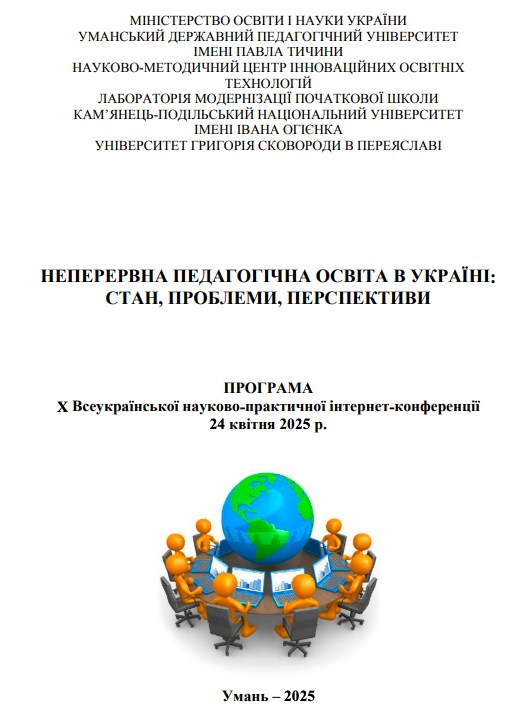 МІНІСТЕРСТВО ОСВІТИ І НАУКИ УКРАЇНИ
УМАНСЬКИЙ ДЕРЖАВНИЙ ПЕДАГОГІЧНИЙ УНІВЕРСИТЕТ
ІМЕНІ ПАВЛА ТИЧИНИ
НАУКОВО-МЕТОДИЧНИЙ ЦЕНТР ІННОВАЦІЙНИХ ОСВІТНІХ
ТЕХНОЛОГІЙ
ЛАБОРАТОРІЯ МОДЕРНІЗАЦІЇ ПОЧАТКОВОЇ ШКОЛИ
КАМ’ЯНЕЦЬ-ПОДІЛЬСЬКИЙ НАЦІОНАЛЬНИЙ УНІВЕРСИТЕТ
ІМЕНІ ІВАНА ОГІЄНКА
УНІВЕРСИТЕТ ГРИГОРІЯ СКОВОРОДИ В ПЕРЕЯСЛАВІ
НЕПЕРЕРВНА ПЕДАГОГІЧНА ОСВІТА В УКРАЇНІ:
СТАН, ПРОБЛЕМИ, ПЕРСПЕКТИВИ
ПРОГРАМА
X Всеукраїнської науково-практичної інтернет-конференції
24 квітня 2025 р.
Умань – 2025